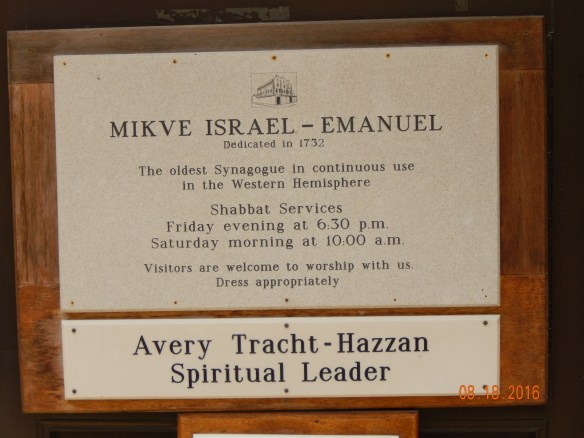 MIKVE ISRAEL - EMANUEL
Dedicated in 1732
The oldest Synagogue in continuous use
in the Western Hemisphere
Shabbat Services
Friday evening at 6:30 p.m.
Saturday morning at 10:00 a.m.
Visitors are welcome to worship with us.
Dress appropriately
Avery Tracht-Hazzan
Spiritual Leader
08.18.2016